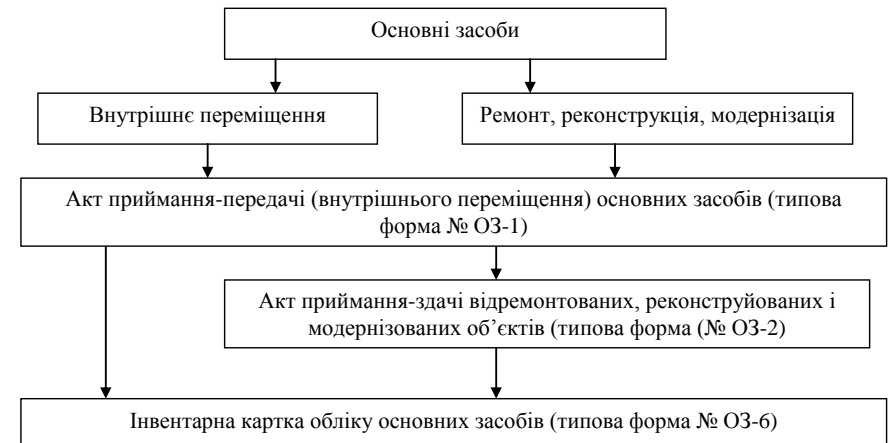 Основні засоби
Внутрішнє переміщення
Ремонт, реконструкція, модернізація
Акт приймання-передачі (внутрішнього переміщення) основних засобів (типова
форма № ОЗ-1)
Акт приймання-здачі відремонтованих, реконструйованих і
модернізованих об’єктів (типова форма (№ ОЗ-2)
Інвентарна картка обліку основних засобів (типова форма № ОЗ-6)